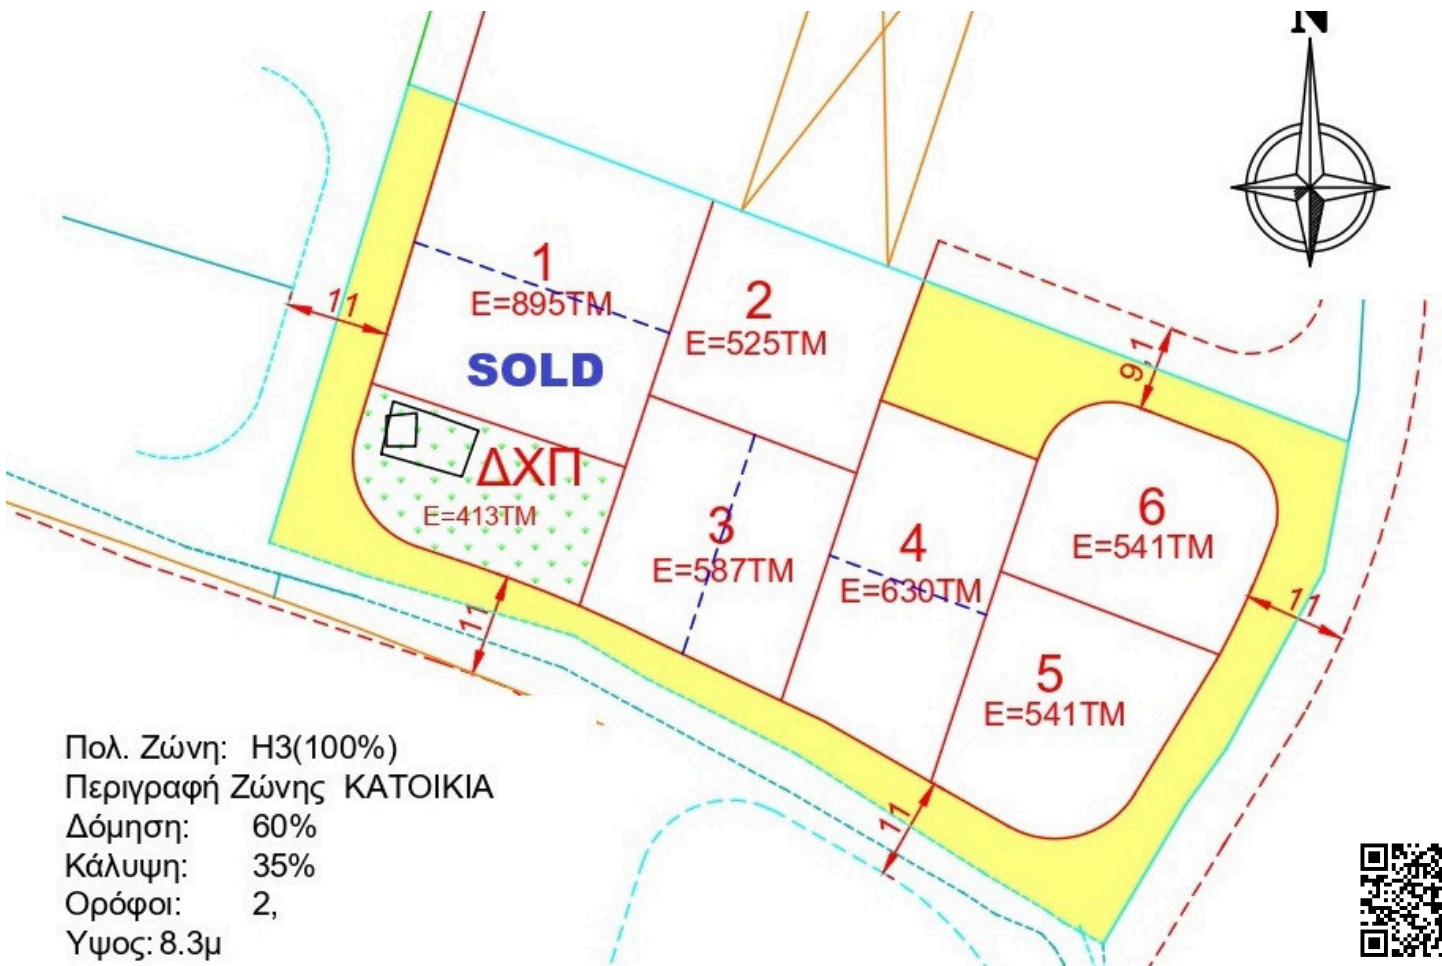 N
11
1
E=895TM
SOLD
2
E=525TM
9,1
ΔΧΠ
E=413TM
3
E=587TM
4
E=630TM
6
E=541TM
11
11
5
E=541TM
11
Πολ. Ζώνη: Η3(100%)
Περιγραφή Ζώνης ΚΑΤΟΙΚΙΑ
Δόμηση: 60%
Κάλυψη: 35%
Ορόφοι: 2,
Υψος: 8.3μ